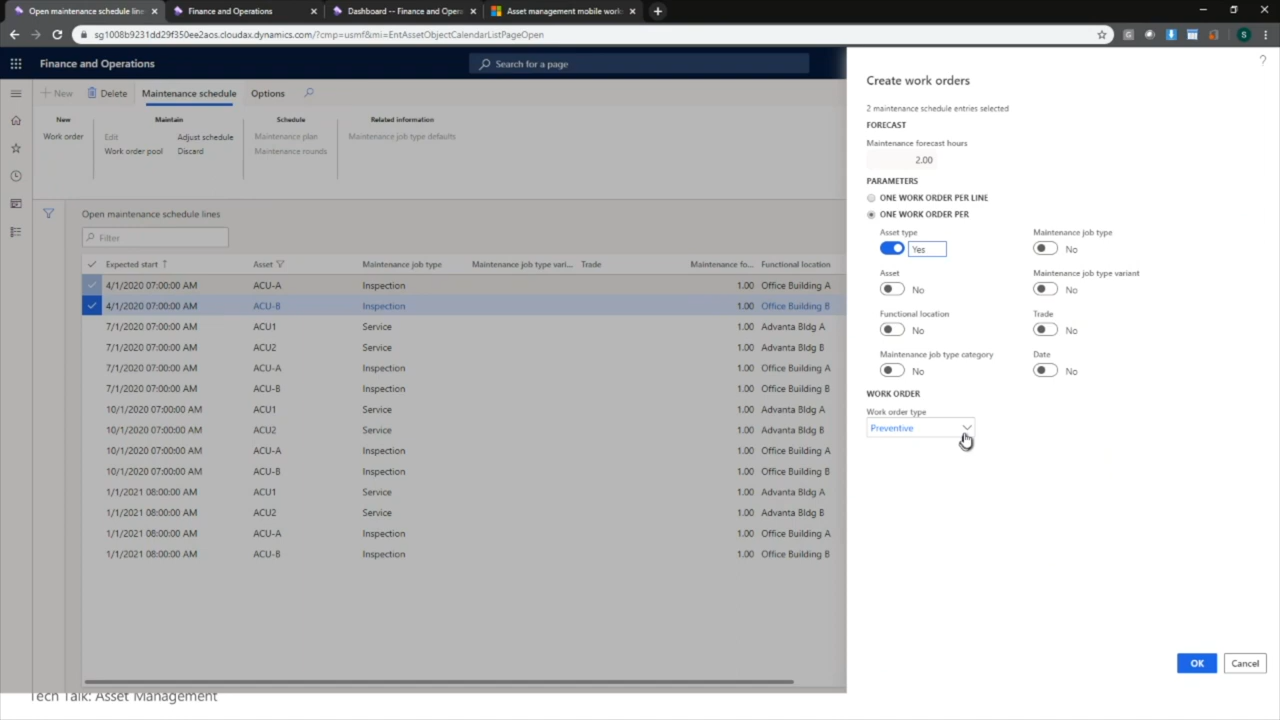 Open maintenance schedule line
Finance and Operations
Dashboard -- Finance and Opera
Asset management mobile work
sg1008b9231dd29f350ee2aos.cloudax.dynamics.com/?cmp=usmf&mi=EntAssetObjectCalendarListPageOpen
Finance and Operations
Search for a page
New
Delete
Maintenance schedule
Options
New
Maintain
Schedule
Related information
Work order
Edit
Adjust schedule
Maintenance plan
Maintenance job type defaults
Work order pool
Discard
Maintenance rounds
Open maintenance schedule lines
Filter
Expected start ↑ Asset Maintenance job type Maintenance job type vari... Trade Maintenance fo... Functional location
4/1/2020 07:00:00 AM ACU-A Inspection 1.00 Office Building A
4/1/2020 07:00:00 AM ACU-B Inspection 1.00 Office Building B
7/1/2020 07:00:00 AM ACU1 Service 1.00 Advanta Bldg A
7/1/2020 07:00:00 AM ACU2 Service 1.00 Advanta Bldg B
7/1/2020 07:00:00 AM ACU-A Inspection 1.00 Office Building A
7/1/2020 07:00:00 AM ACU-B Inspection 1.00 Office Building B
10/1/2020 07:00:00 AM ACU1 Service 1.00 Advanta Bldg A
10/1/2020 07:00:00 AM ACU2 Service 1.00 Advanta Bldg B
10/1/2020 07:00:00 AM ACU-A Inspection 1.00 Office Building A
10/1/2020 07:00:00 AM ACU-B Inspection 1.00 Office Building B
1/1/2021 08:00:00 AM ACU1 Service 1.00 Advanta Bldg A
1/1/2021 08:00:00 AM ACU2 Service 1.00 Advanta Bldg B
1/1/2021 08:00:00 AM ACU-A Inspection 1.00 Office Building A
1/1/2021 08:00:00 AM ACU-B Inspection 1.00 Office Building B
?
Create work orders
2 maintenance schedule entries selected
FORECAST
Maintenance forecast hours
2.00
PARAMETERS
ONE WORK ORDER PER LINE
ONE WORK ORDER PER
Asset type
Yes
Maintenance job type
No
Asset
No
Maintenance job type variant
No
Functional location
No
Trade
No
Maintenance job type category
No
Date
No
WORK ORDER
Work order type
Preventive
OK
Cancel
Tech Talk: Asset Management